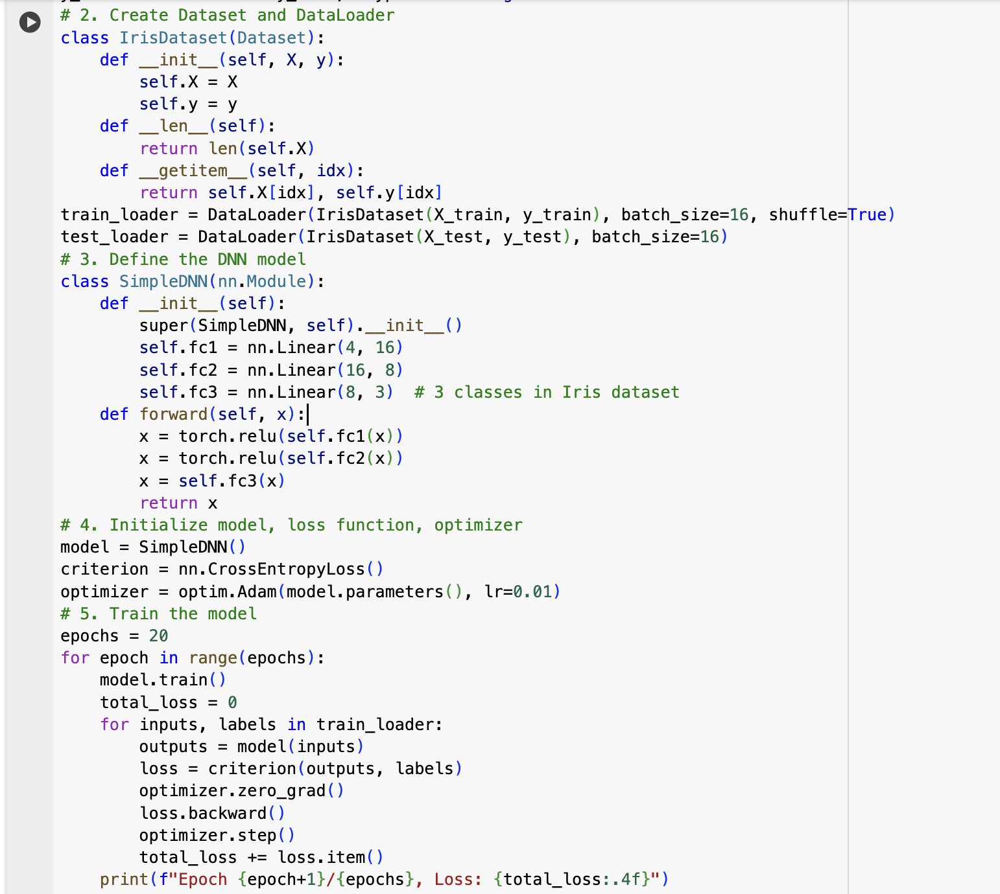 # 2. Create Dataset and DataLoader
class IrisDataset(Dataset):
    def __init__(self, X, y):
        self.X = X
        self.y = y
    def __len__(self):
        return len(self.X)
    def __getitem__(self, idx):
        return self.X[idx], self.y[idx]
train_loader = DataLoader(IrisDataset(X_train, y_train), batch_size=16, shuffle=True)
test_loader = DataLoader(IrisDataset(X_test, y_test), batch_size=16)
# 3. Define the DNN model
class SimpleDNN(nn.Module):
    def __init__(self):
        super(SimpleDNN, self).__init__()
        self.fc1 = nn.Linear(4, 16)
        self.fc2 = nn.Linear(16, 8)
        self.fc3 = nn.Linear(8, 3)  # 3 classes in Iris dataset
    def forward(self, x):
        x = torch.relu(self.fc1(x))
        x = torch.relu(self.fc2(x))
        x = self.fc3(x)
        return x
# 4. Initialize model, loss function, optimizer
model = SimpleDNN()
criterion = nn.CrossEntropyLoss()
optimizer = optim.Adam(model.parameters(), lr=0.01)
# 5. Train the model
epochs = 20
for epoch in range(epochs):
    model.train()
    total_loss = 0
    for inputs, labels in train_loader:
        outputs = model(inputs)
        loss = criterion(outputs, labels)
        optimizer.zero_grad()
        loss.backward()
        optimizer.step()
        total_loss += loss.item()
    print(f"Epoch {epoch+1}/{epochs}, Loss: {total_loss:.4f}")